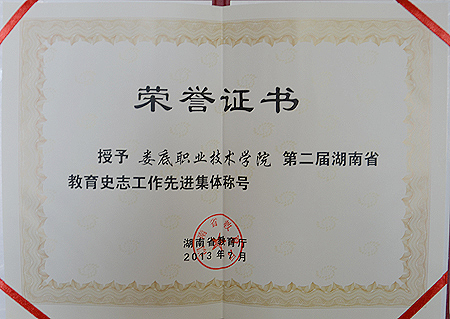 荣誉证书
授予 娄底职业技术学院 第二届湖南省
教育史志工作先进集体称号
湖南省教育厅
2013年7月